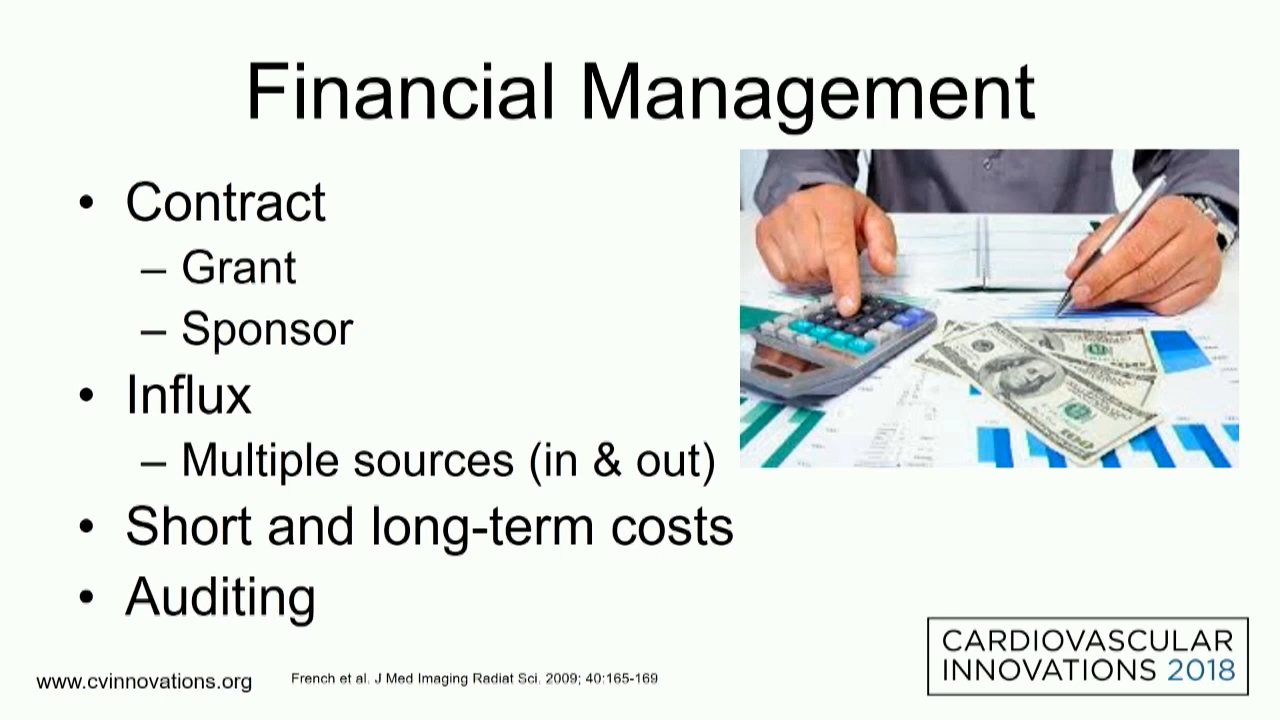 Financial Management
• Contract
– Grant
– Sponsor
• Influx
– Multiple sources (in & out)
• Short and long-term costs
• Auditing
www.cvinnovations.org
French et al. J Med Imaging Radiat Sci. 2009; 40:165-169
CARDIOVASCULAR
INNOVATIONS 2018